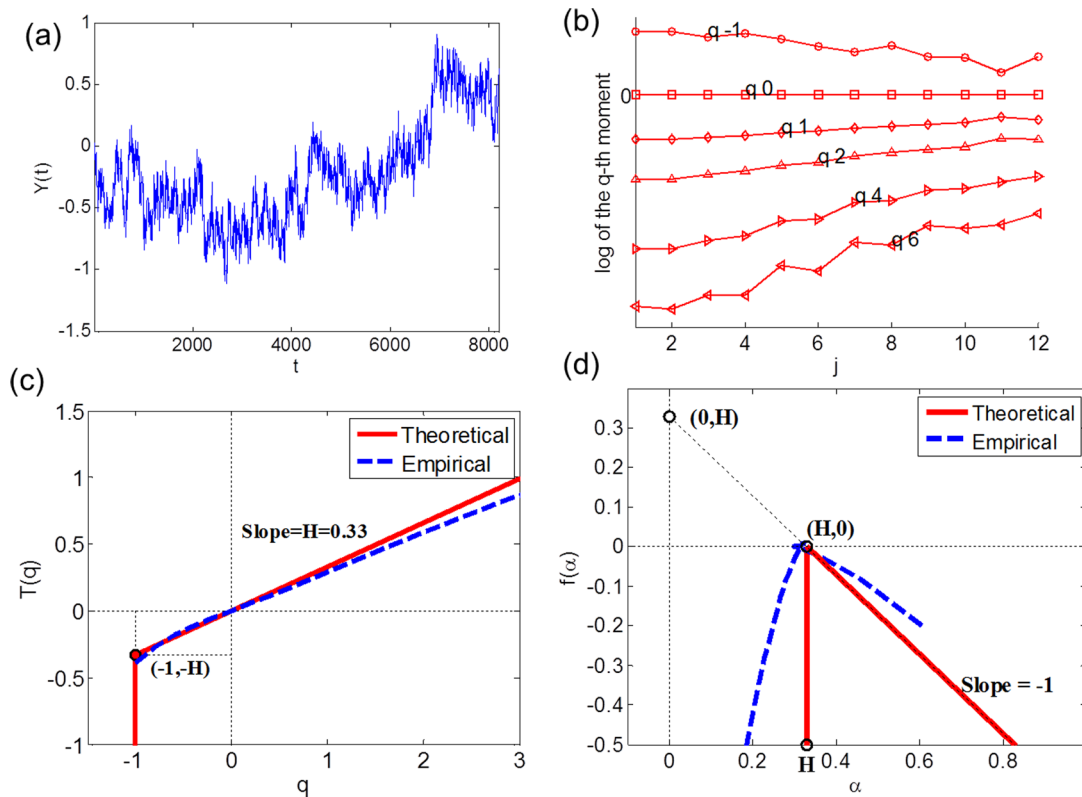 (a)
1
0.5
0
-0.5
-1
-1.5
Y(t)
2000 4000 6000 8000
t
(b)
q -1
0
q 0
q 1
q 2
q 4
q 6
log of the q-th moment
2 4 6 8 10 12
j
(c)
1.5
1
0.5
0
-0.5
-1
T(q)
Theoretical
Empirical
Slope=H=0.33
(-1,-H)
-1 0 1 2 3
q
(d)
0.3
0.2
0.1
0
-0.1
-0.2
-0.3
-0.4
-0.5
f(α)
Theoretical
Empirical
(0,H)
(H,0)
Slope = -1
0 0.2 H 0.4 0.6 0.8
α